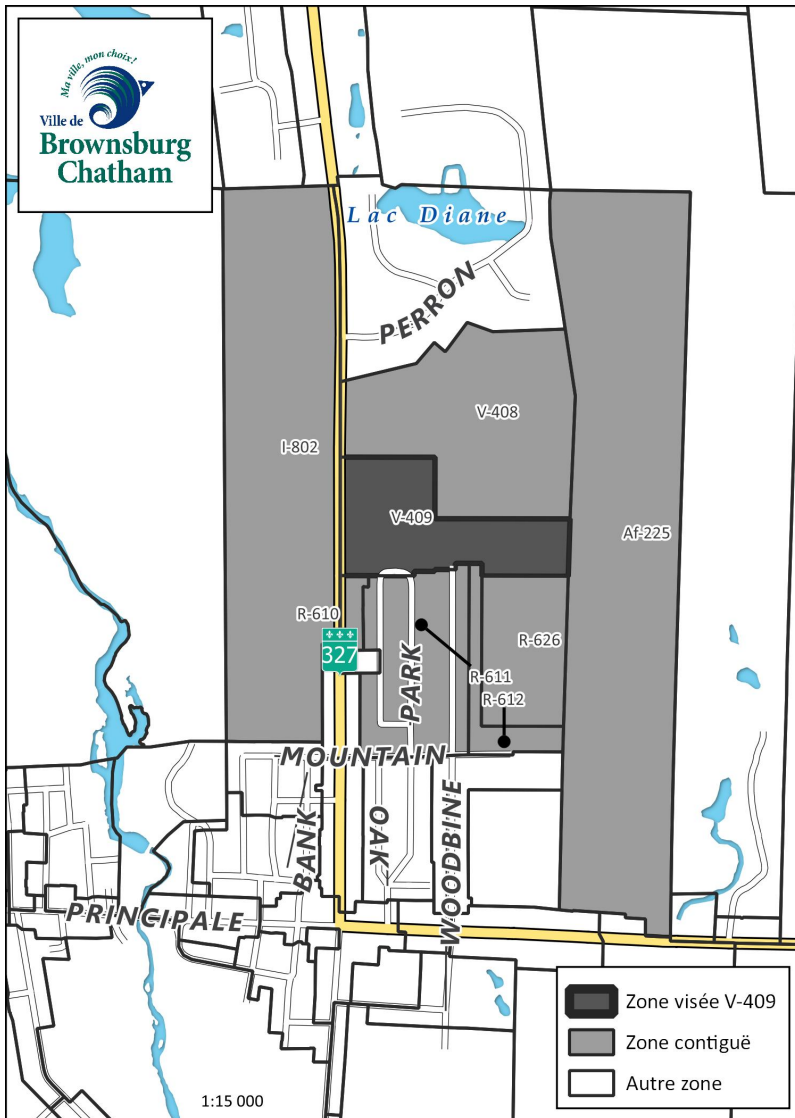 Ma ville, mon choix!
Ville de
Brownsburg
Chatham
Lac Diane
PERRON
V-408
I-802
V-409
Af-225
R-610
327
R-626
PARK
R-611
R-612
MOUNTAIN
BANK
OAK
WOODBINE
PRINCIPALE
Zone visée V-409
Zone contiguë
Autre zone
1:15 000